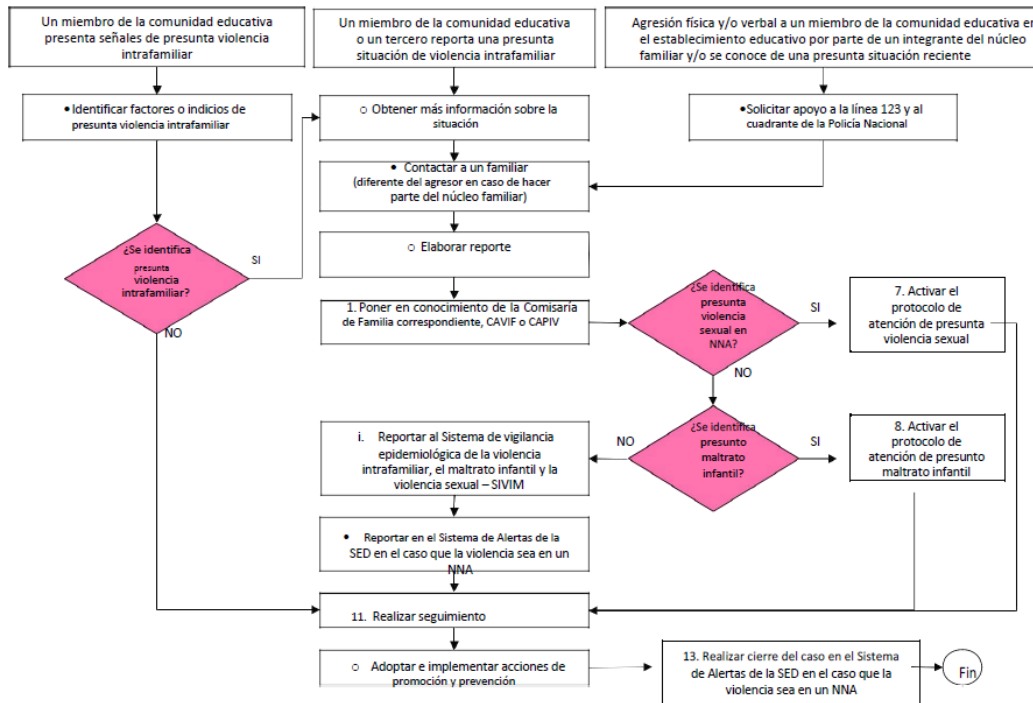 Un miembro de la comunidad educativa
presenta señales de presunta violencia
intrafamiliar
Un miembro de la comunidad educativa
o un tercero reporta una presunta
situación de violencia intrafamiliar
Agresión física y/o verbal a un miembro de la comunidad educativa en
el establecimiento educativo por parte de un integrante del núcleo
familiar y/o se conoce de una presunta situación reciente
• Identificar factores o indicios de
presunta violencia intrafamiliar
○ Obtener más información sobre la
situación
• Solicitar apoyo a la línea 123 y al
cuadrante de la Policía Nacional
• Contactar a un familiar
(diferente del agresor en caso de hacer
parte del núcleo familiar)
¿Se identifica
presunta
violencia
intrafamiliar?
SI
NO
○ Elaborar reporte
1. Poner en conocimiento de la Comisaría
de Familia correspondiente, CAVIF o CAPIV
¿Se identifica
presunta
violencia
sexual en
NNA?
SI
NO
7. Activar el
protocolo de
atención de presunta
violencia sexual
i. Reportar al Sistema de vigilancia
epidemiológica de la violencia
intrafamiliar, el maltrato infantil y la
violencia sexual – SIVIM
NO
¿Se identifica
presunto
maltrato
infantil?
SI
8. Activar el
protocolo de
atención de presunto
maltrato infantil
• Reportar en el Sistema de Alertas de la
SED en el caso que la violencia sea en un
NNA
11. Realizar seguimiento
○ Adoptar e implementar acciones de
promoción y prevención
13. Realizar cierre del caso en el Sistema
de Alertas de la SED en el caso que la
violencia sea en un NNA
Fin